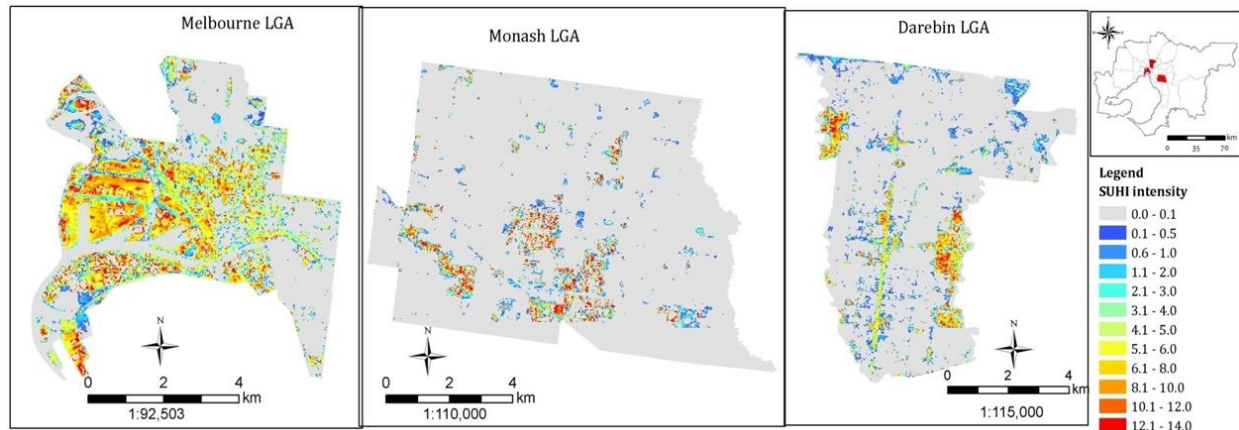 Melbourne LGA
N
0 2 4
km
1:92,503
Monash LGA
N
0 2 4
km
1:110,000
Darebin LGA
N
0 2 4
km
1:115,000
0 35 70
km
Legend
SUHI intensity
0.0 - 0.1
0.1 - 0.5
0.6 - 1.0
1.1 - 2.0
2.1 - 3.0
3.1 - 4.0
4.1 - 5.0
5.1 - 6.0
6.1 - 8.0
8.1 - 10.0
10.1 - 12.0
12.1 - 14.0